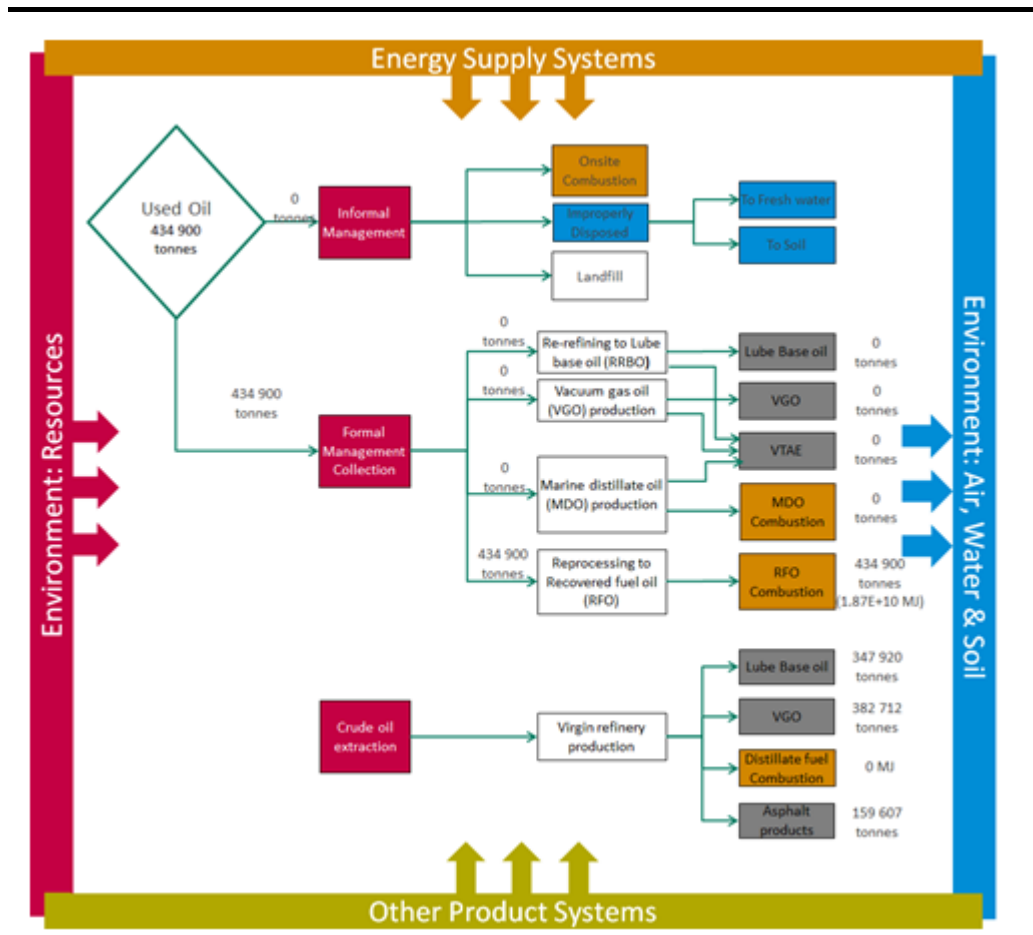 Energy Supply Systems
Environment: Resources
Environment: Air, Water & Soil
Used Oil
434 900
tonnes
0
tonnes
Informal
Management
Onsite
Combustion
Improperly
Disposed
Landfill
To Fresh water
To Soil
434 900
tonnes
Formal
Management
Collection
0
tonnes
Re-refining to Lube
base oil (RRBO)
Lube Base oil
0
tonnes
0
tonnes
Vacuum gas oil
(VGO) production
VGO
0
tonnes
VTAE
0
tonnes
0
tonnes
Marine distillate oil
(MDO) production
MDO
Combustion
0
tonnes
434 900
tonnes
Reprocessing to
Recovered fuel oil
(RFO)
RFO
Combustion
434 900
tonnes
(1.87E+10 MJ)
Crude oil
extraction
Virgin refinery
production
Lube Base oil
347 920
tonnes
VGO
382 712
tonnes
Distillate fuel
Combustion
0 MJ
Asphalt
products
159 607
tonnes
Other Product Systems